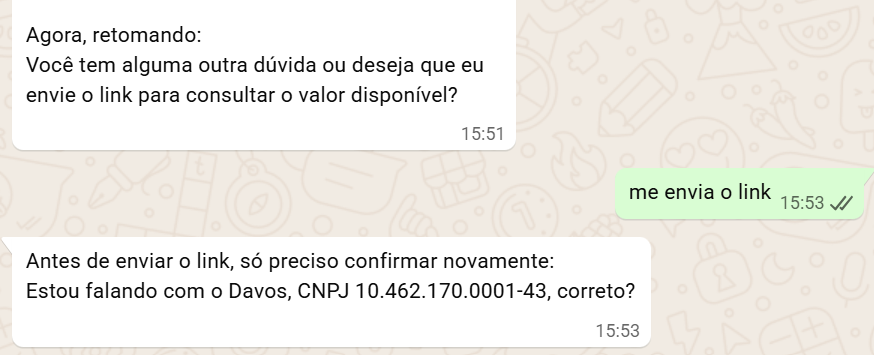 Agora, retomando:
Você tem alguma outra dúvida ou deseja que eu
envie o link para consultar o valor disponível?
15:51
me envia o link 15:53
Antes de enviar o link, só preciso confirmar novamente:
Estou falando com o Davos, CNPJ 10.462.170.0001-43, correto?
15:53